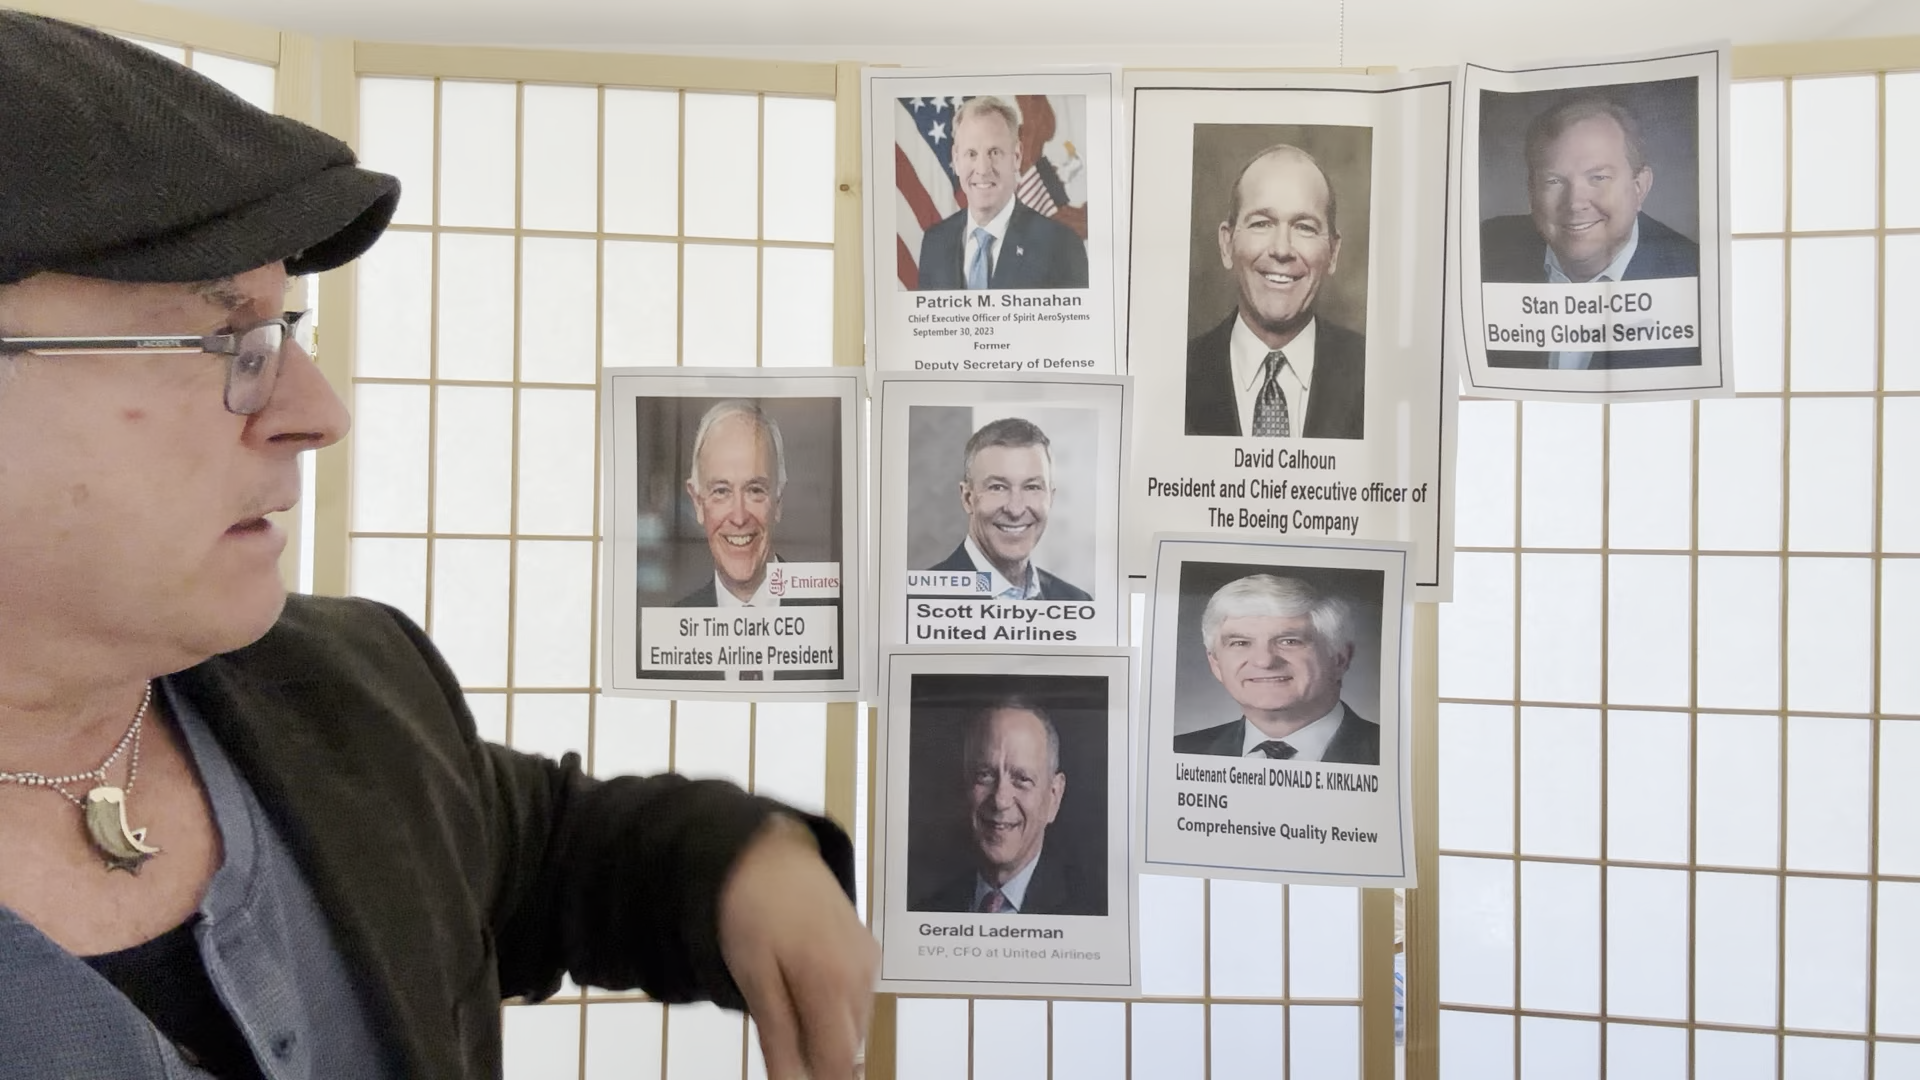 LACOSTE
Patrick M. Shanahan
Chief Executive Officer of Spirit AeroSystems
September 30, 2023
Former
Deputy Secretary of Defense
David Calhoun
President and Chief executive officer of
The Boeing Company
Stan Deal-CEO
Boeing Global Services
Emirates
Sir Tim Clark CEO
Emirates Airline President
UNITED
Scott Kirby-CEO
United Airlines
Lieutenant General DONALD E. KIRKLAND
BOEING
Comprehensive Quality Review
Gerald Laderman
EVP, CFO at United Airlines